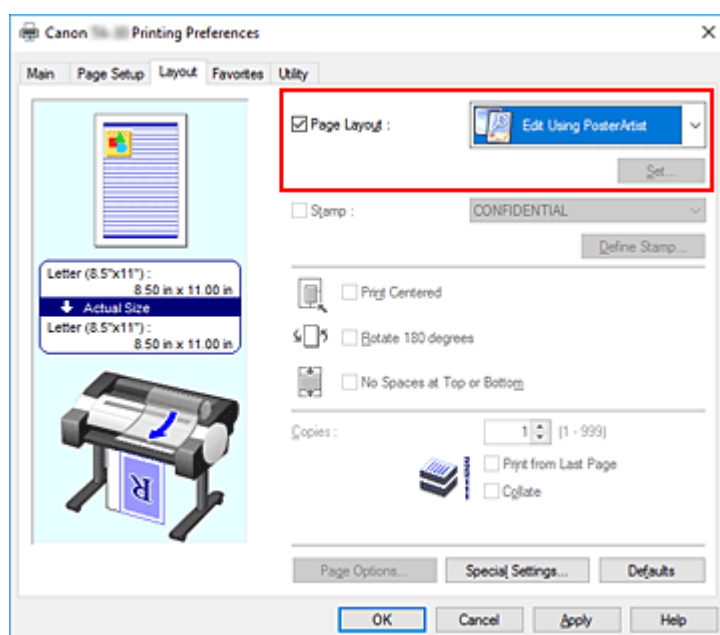 Canon Printing Preferences
Main Page Setup Layout Favorites Utility
Page Layout :
Edit Using PosterArtist
Set...
Stamp :
CONFIDENTIAL
Define Stamp...
Letter (8.5"x11") :
8.50 in x 11.00 in
Actual Size
Letter (8.5"x11") :
8.50 in x 11.00 in
Print Centered
Rotate 180 degrees
No Spaces at Top or Bottom
Copies :
1 (1 - 999)
Print from Last Page
Collate
R
Page Options... Special Settings... Defaults
OK Cancel Apply Help